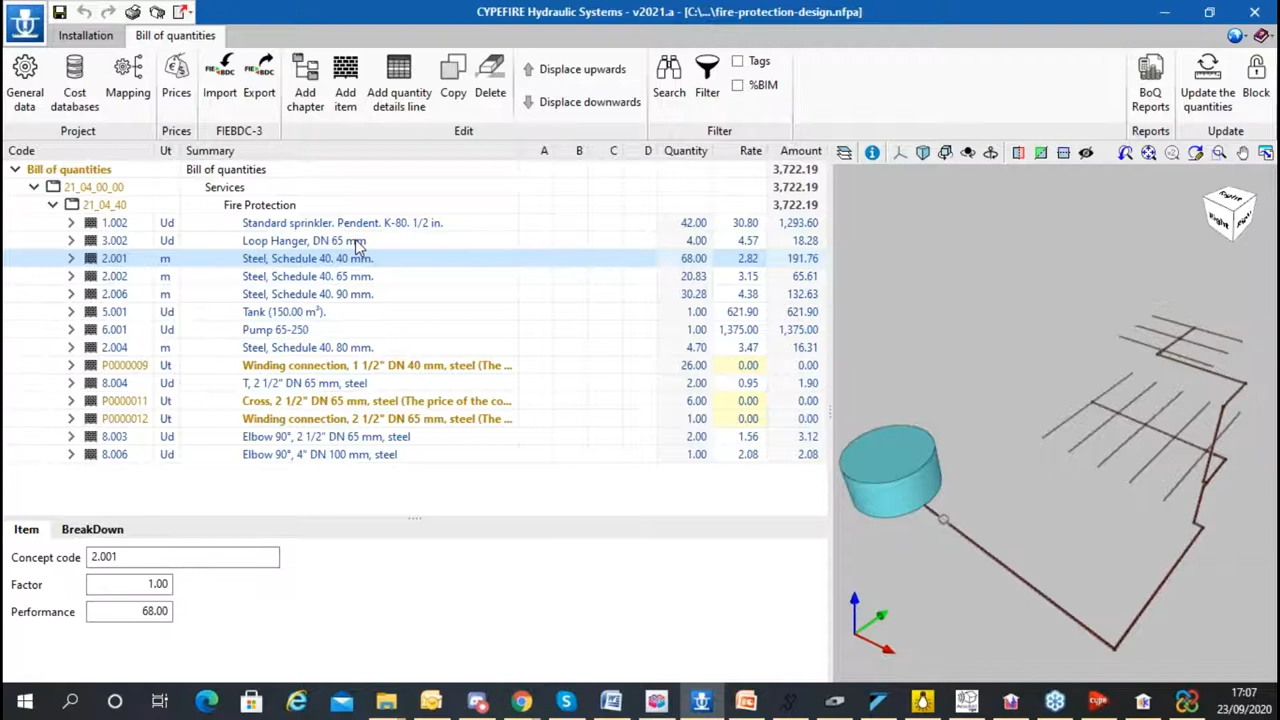 CYPEFIRE Hydraulic Systems - v2021.a - [C:\...\fire-protection-design.nfpa]
Installation Bill of quantities
General data Cost databases Mapping Prices Import Export Add chapter Add item Add quantity details line Copy Delete Displace upwards Displace downwards Search Filter Tags %BIM BoQ Reports Update the quantities Block
FIE BDC FIE BDC
Project Prices FIEBDC-3 Edit Filter Reports Update
Code Ut Summary A B C D Quantity Rate Amount
Bill of quantities Bill of quantities 3,722.19
21_04_00_00 Services 3,722.19
21_04_40 Fire Protection 3,722.19
1.002 Ud Standard sprinkler. Pendent. K-80. 1/2 in. 42.00 30.80 1,293.60
3.002 Ud Loop Hanger, DN 65 mm 4.00 4.57 18.28
2.001 m Steel, Schedule 40. 40 mm. 68.00 2.82 191.76
2.002 m Steel, Schedule 40. 65 mm. 20.83 3.15 65.61
2.006 m Steel, Schedule 40. 90 mm. 30.28 4.38 132.63
5.001 Ud Tank (150.00 m³). 1.00 621.90 621.90
6.001 Ud Pump 65-250 1.00 1,375.00 1,375.00
2.004 m Steel, Schedule 40. 80 mm. 4.70 3.47 16.31
P0000009 Ut Winding connection, 1 1/2" DN 40 mm, steel (The ... 26.00 0.00 0.00
8.004 Ud T, 2 1/2" DN 65 mm, steel 2.00 0.95 1.90
P0000011 Ut Cross, 2 1/2" DN 65 mm, steel (The price of the co... 6.00 0.00 0.00
P0000012 Ut Winding connection, 2 1/2" DN 65 mm, steel (The ... 1.00 0.00 0.00
8.003 Ud Elbow 90°, 2 1/2" DN 65 mm, steel 2.00 1.56 3.12
8.006 Ud Elbow 90°, 4" DN 100 mm, steel 1.00 2.08 2.08
Item BreakDown
Concept code 2.001
Factor 1.00
Performance 68.00
Right
17:07
23/09/2020